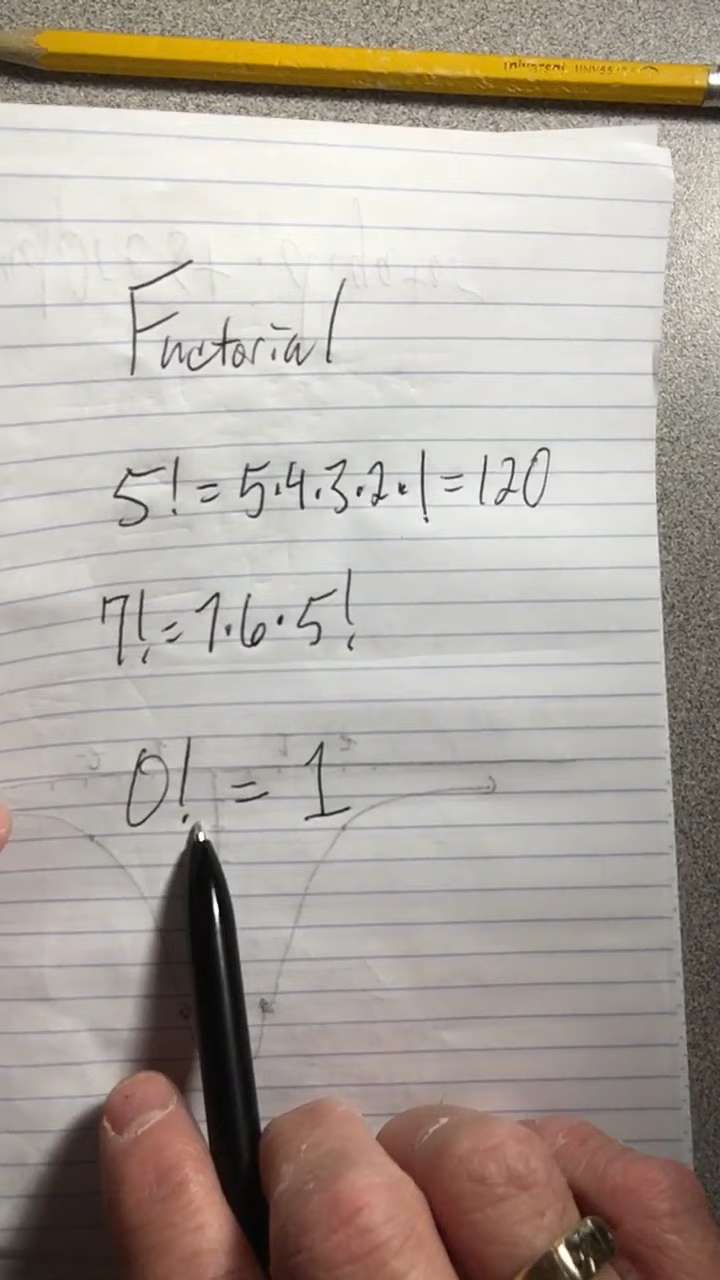 Factorial
5! = 5·4·3·2·1 = 120
7! = 7·6·5!
0! = 1